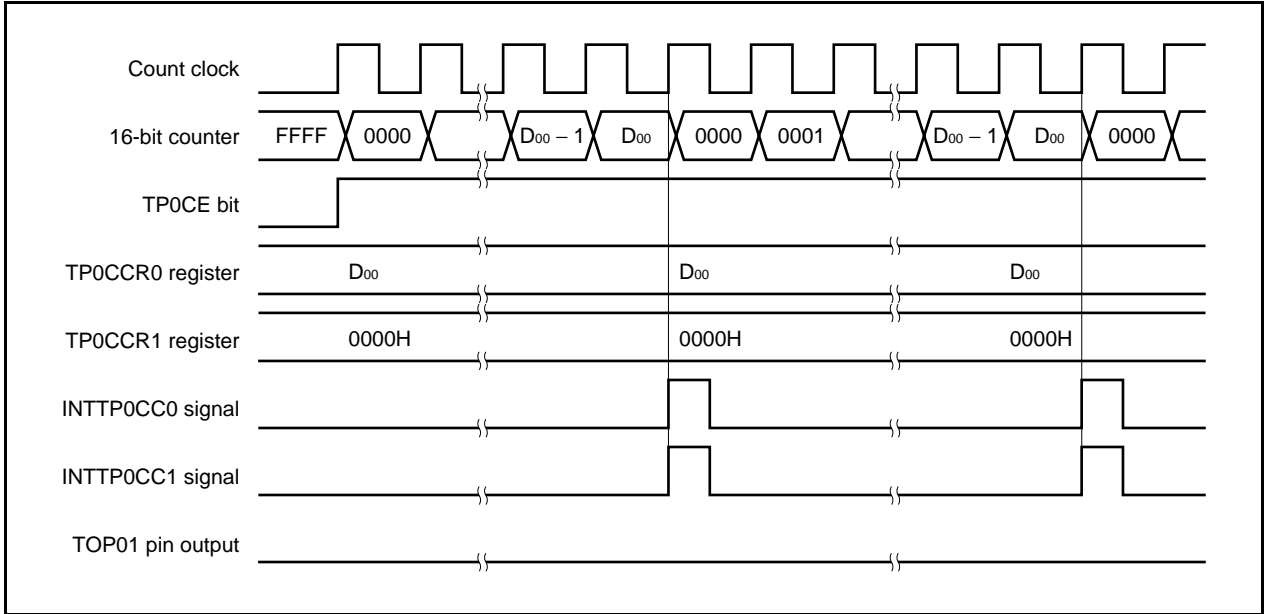 Count clock
16-bit counter FFFF 0000 D00 − 1 D00 0000 0001 D00 − 1 D00 0000
TP0CE bit
TP0CCR0 register D00 D00 D00
TP0CCR1 register 0000H 0000H 0000H
INTTP0CC0 signal
INTTP0CC1 signal
TOP01 pin output